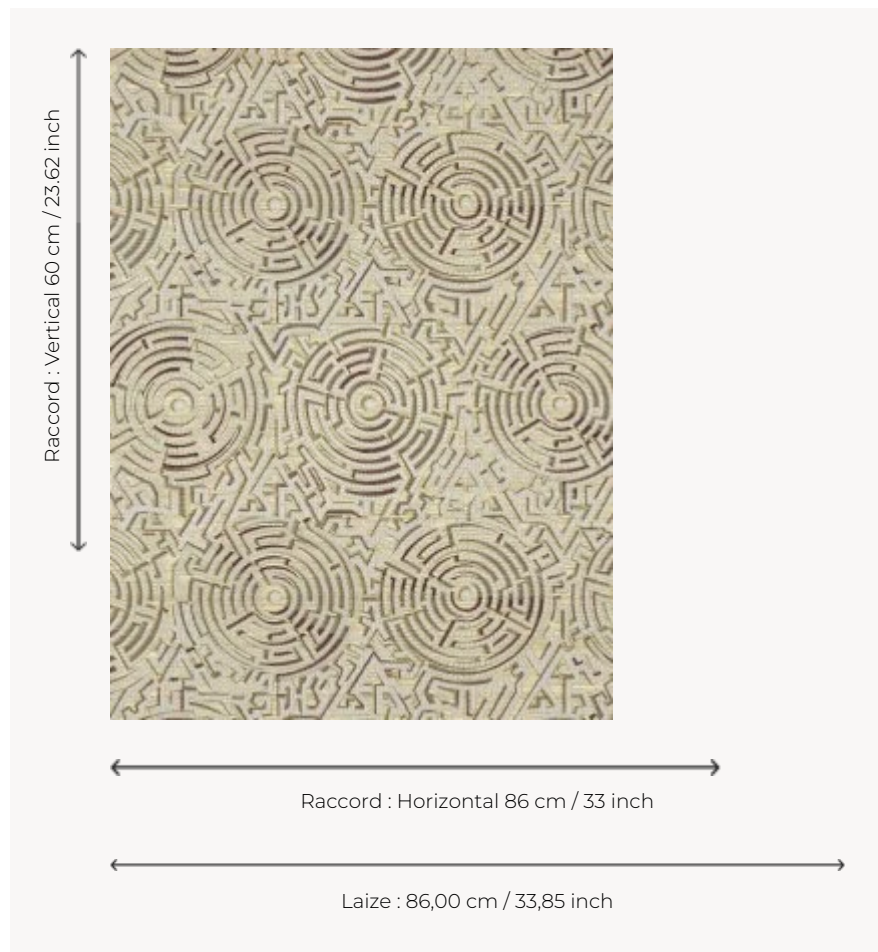 Raccord : Vertical 60 cm / 23.62 inch
Raccord : Horizontal 86 cm / 33 inch
Laize : 86,00 cm / 33,85 inch